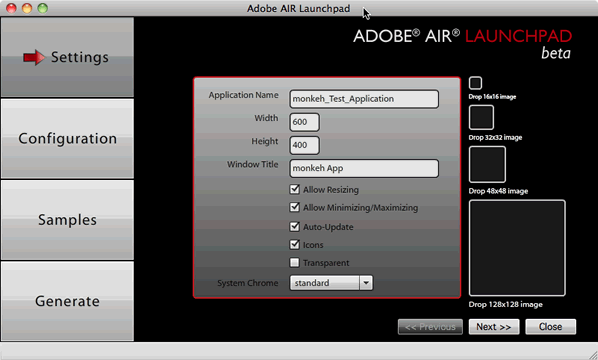 Adobe AIR Launchpad
ADOBE® AIR® LAUNCHPAD
beta
Settings
Configuration
Samples
Generate
Application Name
monkeh_Test_Application
Width
600
Height
400
Window Title
monkeh App
Allow Resizing
Allow Minimizing/Maximizing
Auto-Update
Icons
Transparent
System Chrome
standard
Drop 16x16 image
Drop 32x32 image
Drop 48x48 image
Drop 128x128 image
<< Previous
Next >>
Close